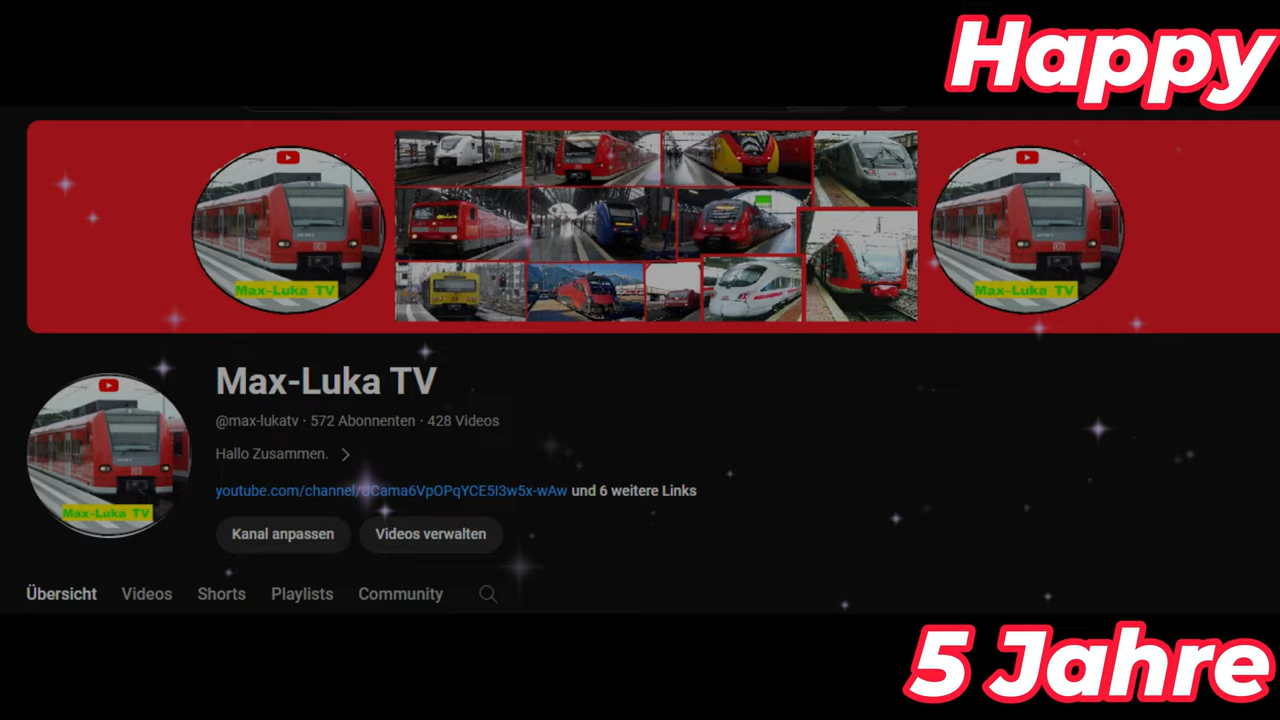 Happy
Max-Luka TV
Max-Luka TV
Max-Luka TV
@max-lukatv · 572 Abonnenten · 428 Videos
Hallo Zusammen.
youtube.com/channel/UCama6VpOPqYCE5I3w5x-wAw und 6 weitere Links
Max-Luka TV
Kanal anpassen
Videos verwalten
Übersicht
Videos
Shorts
Playlists
Community
5 Jahre